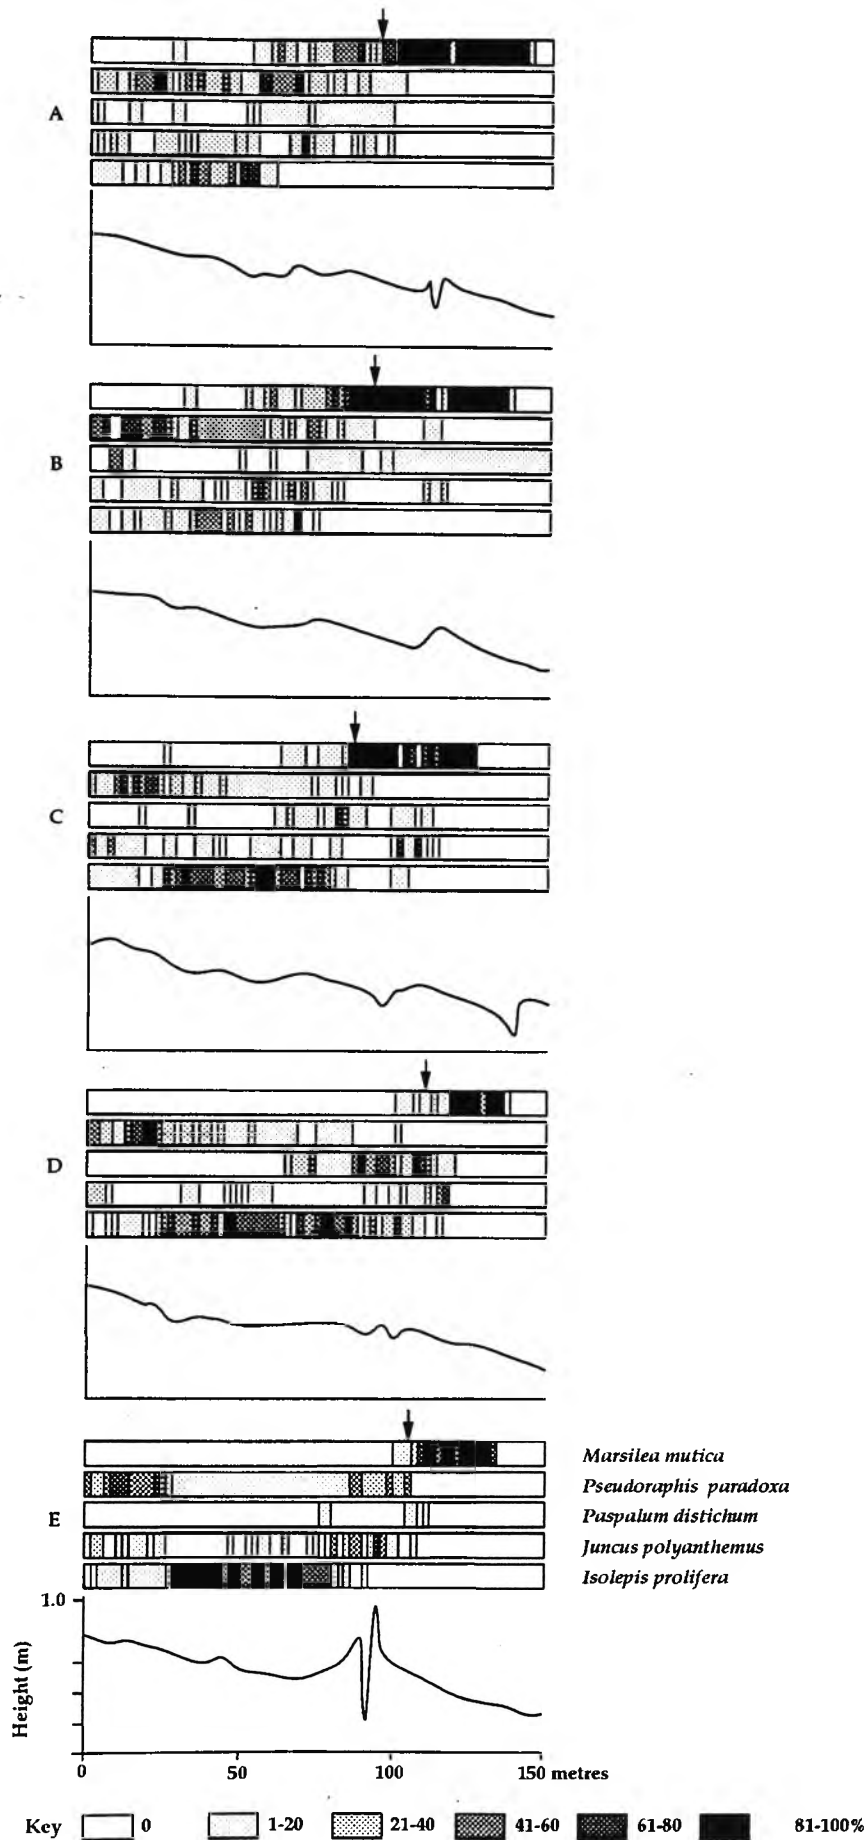 A
B
C
D
E
Marsilea mutica
Pseudoraphis paradoxa
Paspalum distichum
Juncus polyanthemus
Isolepis prolifera
1.0
Height (m)
0 50 100 150 metres
Key 0 1-20 21-40 41-60 61-80 81-100%